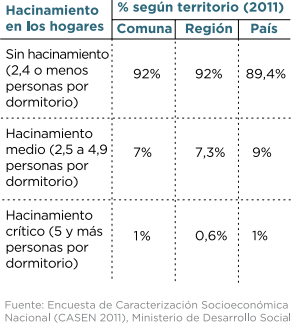 Hacinamiento % según territorio (2011)
en los hogares Comuna Región País
Sin hacinamiento
(2,4 o menos
personas por 92% 92% 89,4%
dormitorio)
Hacinamiento
medio (2,5 a 4,9
personas por 7% 7,3% 9%
dormitorio)
Hacinamiento
crítico (5 y más
personas por 1% 0,6% 1%
dormitorio)
Fuente: Encuesta de Caracterización Socioeconómica
Nacional (CASEN 2011), Ministerio de Desarrollo Social